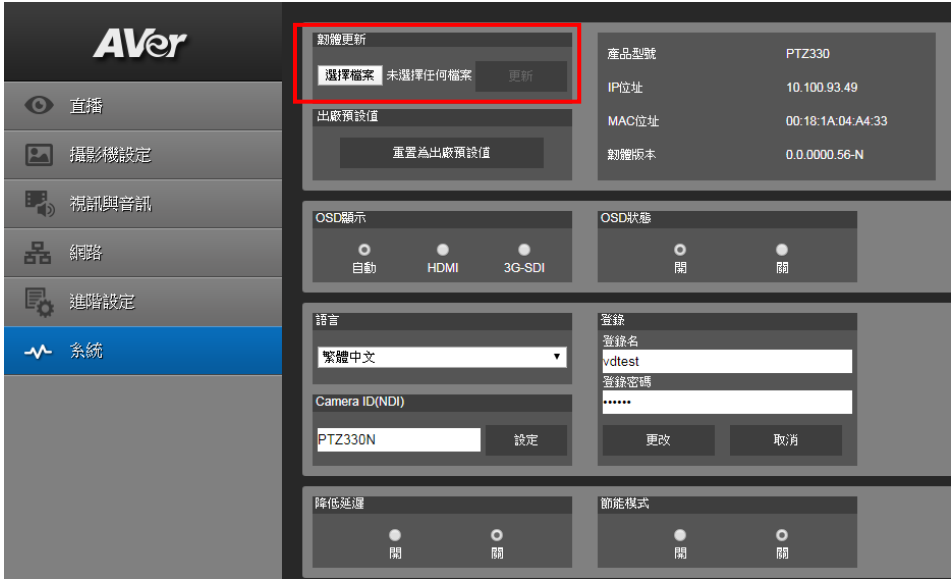 AVer
直播
攝影機設定
視訊與音訊
網路
進階設定
系統
韌體更新
選擇檔案 未選擇任何檔案 更新
出廠預設值
重置為出廠預設值
產品型號 PTZ330
IP位址 10.100.93.49
MAC位址 00:18:1A:04:A4:33
韌體版本 0.0.0000.56-N
OSD顯示
自動 HDMI 3G-SDI
OSD狀態
開 關
語言
繁體中文
Camera ID(NDI)
PTZ330N 設定
登錄
登錄名
vdtest
登錄密碼
••••••
更改 取消
降低延遲
開 關
節能模式
開 關